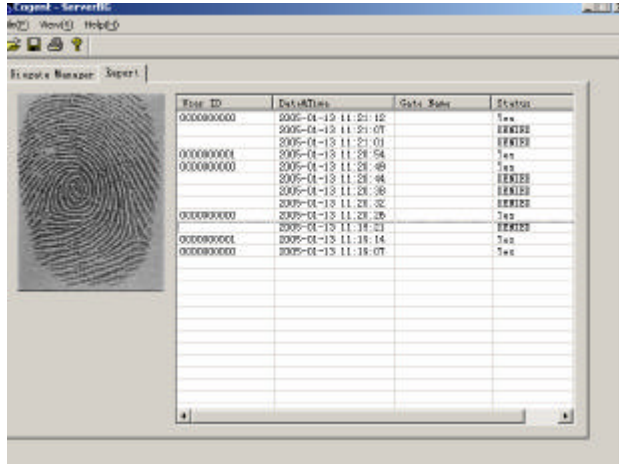 Cogent - ServerBG
View(V) Help(H)
Dispute Manager Report
User ID Date&Time Gate Name Status
0000000000 2005-01-13 11:21:12 Yes
2005-01-13 11:21:07 DENIED
2005-01-13 11:21:01 DENIED
0000000001 2005-01-13 11:20:54 Yes
0000000000 2005-01-13 11:20:49 Yes
2005-01-13 11:20:44 DENIED
2005-01-13 11:20:38 DENIED
2005-01-13 11:20:32 DENIED
0000000000 2005-01-13 11:20:26 Yes
2005-01-13 11:19:21 DENIED
0000000001 2005-01-13 11:19:14 Yes
0000000000 2005-01-13 11:19:07 Yes